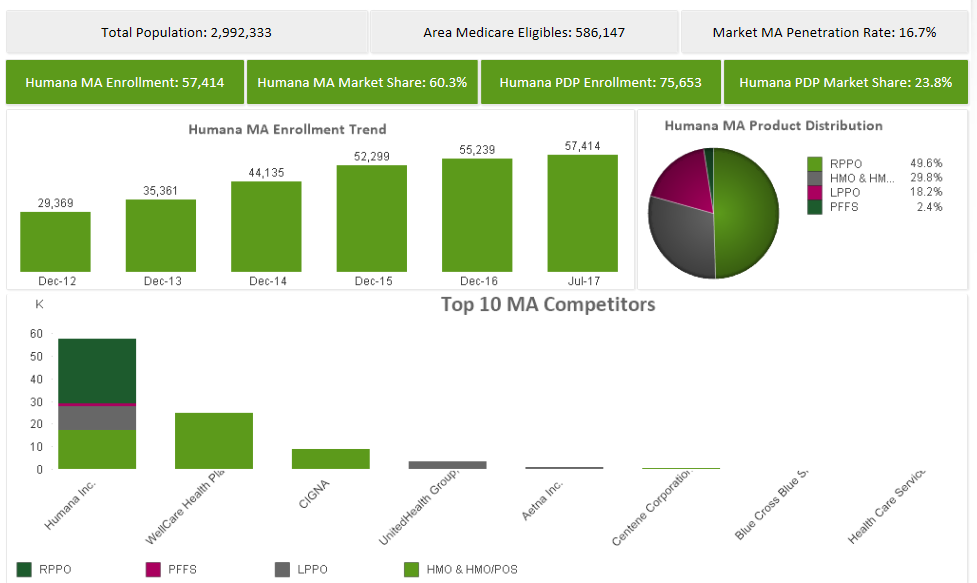 Total Population: 2,992,333
Area Medicare Eligibles: 586,147
Market MA Penetration Rate: 16.7%
Humana MA Enrollment: 57,414
Humana MA Market Share: 60.3%
Humana PDP Enrollment: 75,653
Humana PDP Market Share: 23.8%
Humana MA Enrollment Trend
29,369
35,361
44,135
52,299
55,239
57,414
Dec-12
Dec-13
Dec-14
Dec-15
Dec-16
Jul-17
Humana MA Product Distribution
RPPO 49.6%
HMO & HM... 29.8%
LPPO 18.2%
PFFS 2.4%
Top 10 MA Competitors
K
60
50
40
30
20
10
0
Humana Inc.
WellCare Health Pla
CIGNA
UnitedHealth Group,
Aetna Inc.
Centene Corporation
Blue Cross Blue S
Health Care Service
RPPO
PFFS
LPPO
HMO & HMO/POS